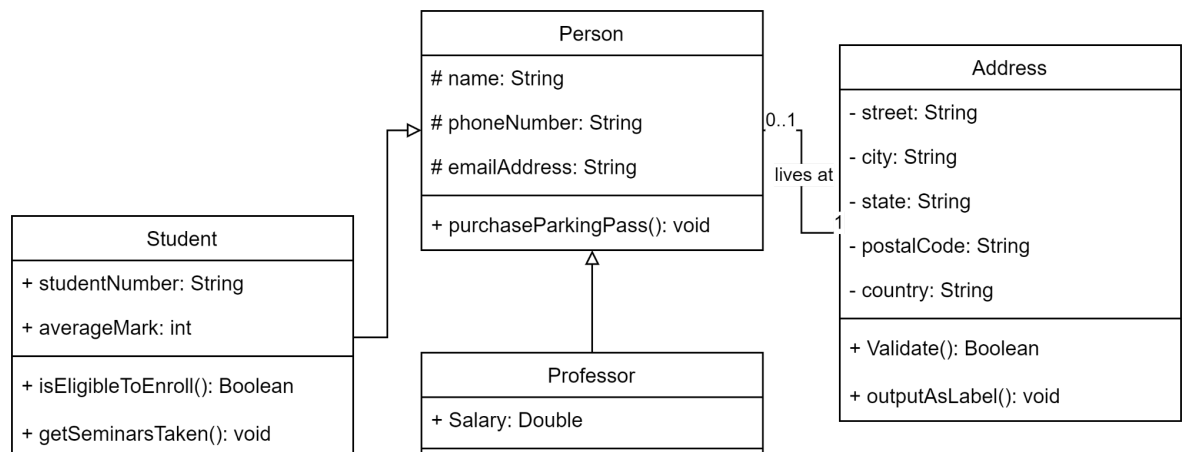 Person
# name: String
# phoneNumber: String
# emailAddress: String
+ purchaseParkingPass(): void
0..1
lives at
1
Address
- street: String
- city: String
- state: String
- postalCode: String
- country: String
+ Validate(): Boolean
+ outputAsLabel(): void
Student
+ studentNumber: String
+ averageMark: int
+ isEligibleToEnroll(): Boolean
+ getSeminarsTaken(): void
Professor
+ Salary: Double